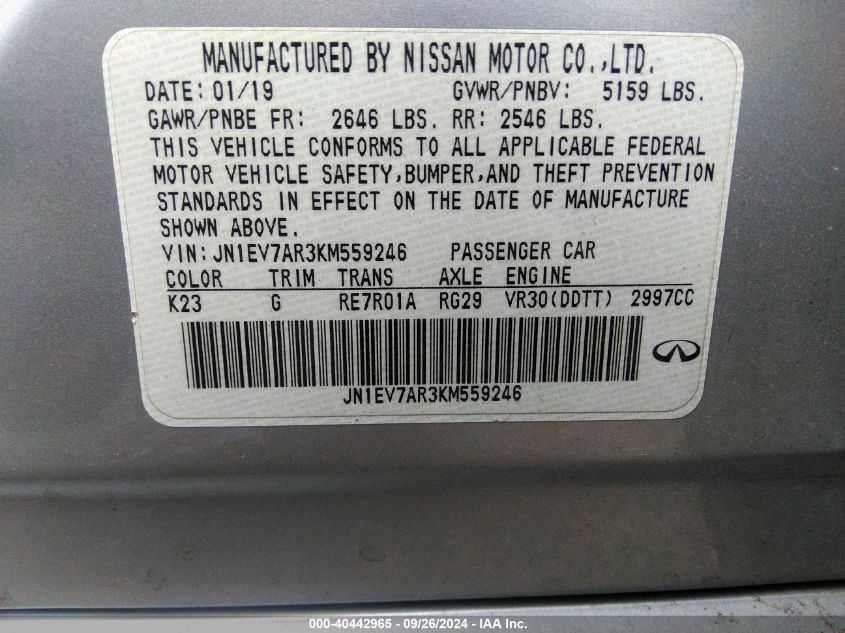 MANUFACTURED BY NISSAN MOTOR CO.,LTD.
DATE: 01/19 GVWR/PNBV: 5159 LBS.
GAWR/PNBE FR: 2646 LBS. RR: 2546 LBS.
THIS VEHICLE CONFORMS TO ALL APPLICABLE FEDERAL
MOTOR VEHICLE SAFETY,BUMPER,AND THEFT PREVENTION
STANDARDS IN EFFECT ON THE DATE OF MANUFACTURE
SHOWN ABOVE.
VIN:JN1EV7AR3KM559246 PASSENGER CAR
COLOR TRIM TRANS AXLE ENGINE
K23 G RE7R01A RG29 VR30(DDTT) 2997CC
JN1EV7AR3KM559246
000-40442965 - 09/26/2024 - IAA Inc.